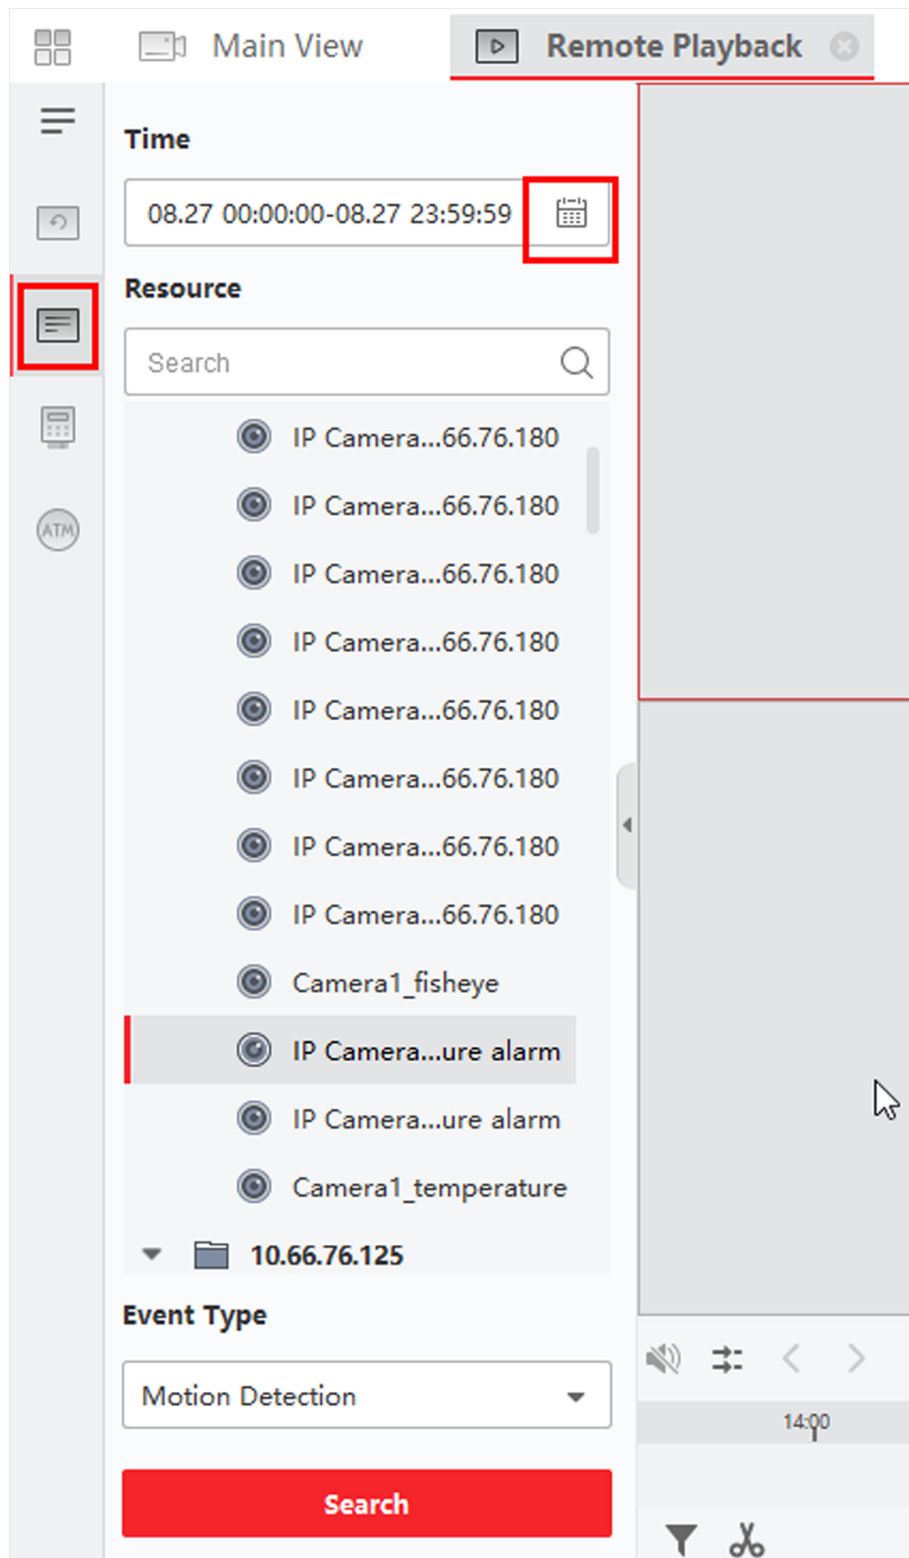 Main View
Remote Playback
Time
08.27 00:00:00-08.27 23:59:59
Resource
Search
IP Camera...66.76.180
IP Camera...66.76.180
IP Camera...66.76.180
IP Camera...66.76.180
IP Camera...66.76.180
IP Camera...66.76.180
IP Camera...66.76.180
IP Camera...66.76.180
Camera1_fisheye
IP Camera...ure alarm
IP Camera...ure alarm
Camera1_temperature
10.66.76.125
Event Type
Motion Detection
Search
ATM
14:00